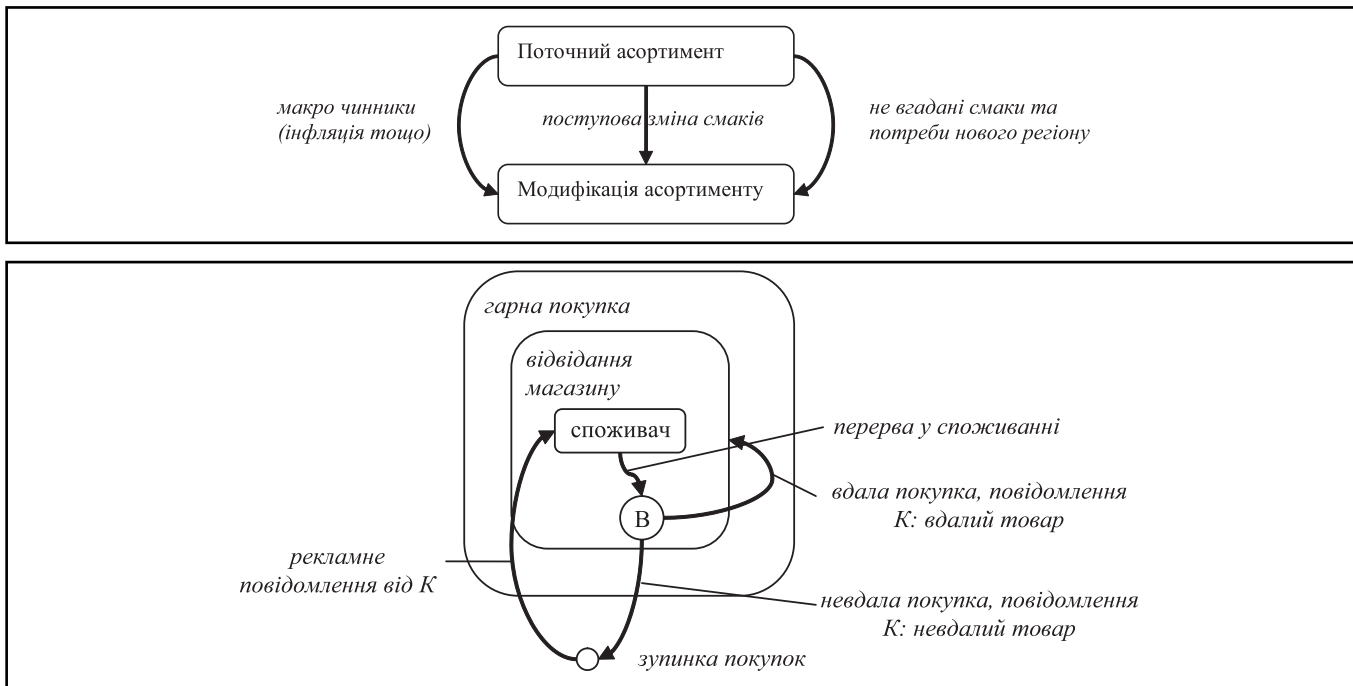 Поточний асортимент
макро чинники
(інфляція тощо)
поступова зміна смаків
не вгадані смаки та
потреби нового регіону
Модифікація асортименту
гарна покупка
відвідання
магазину
споживач
перерва у споживанні
В
вдала покупка, повідомлення
К: вдалий товар
рекламне
повідомлення від К
невдала покупка, повідомлення
К: невдалий товар
зупинка покупок